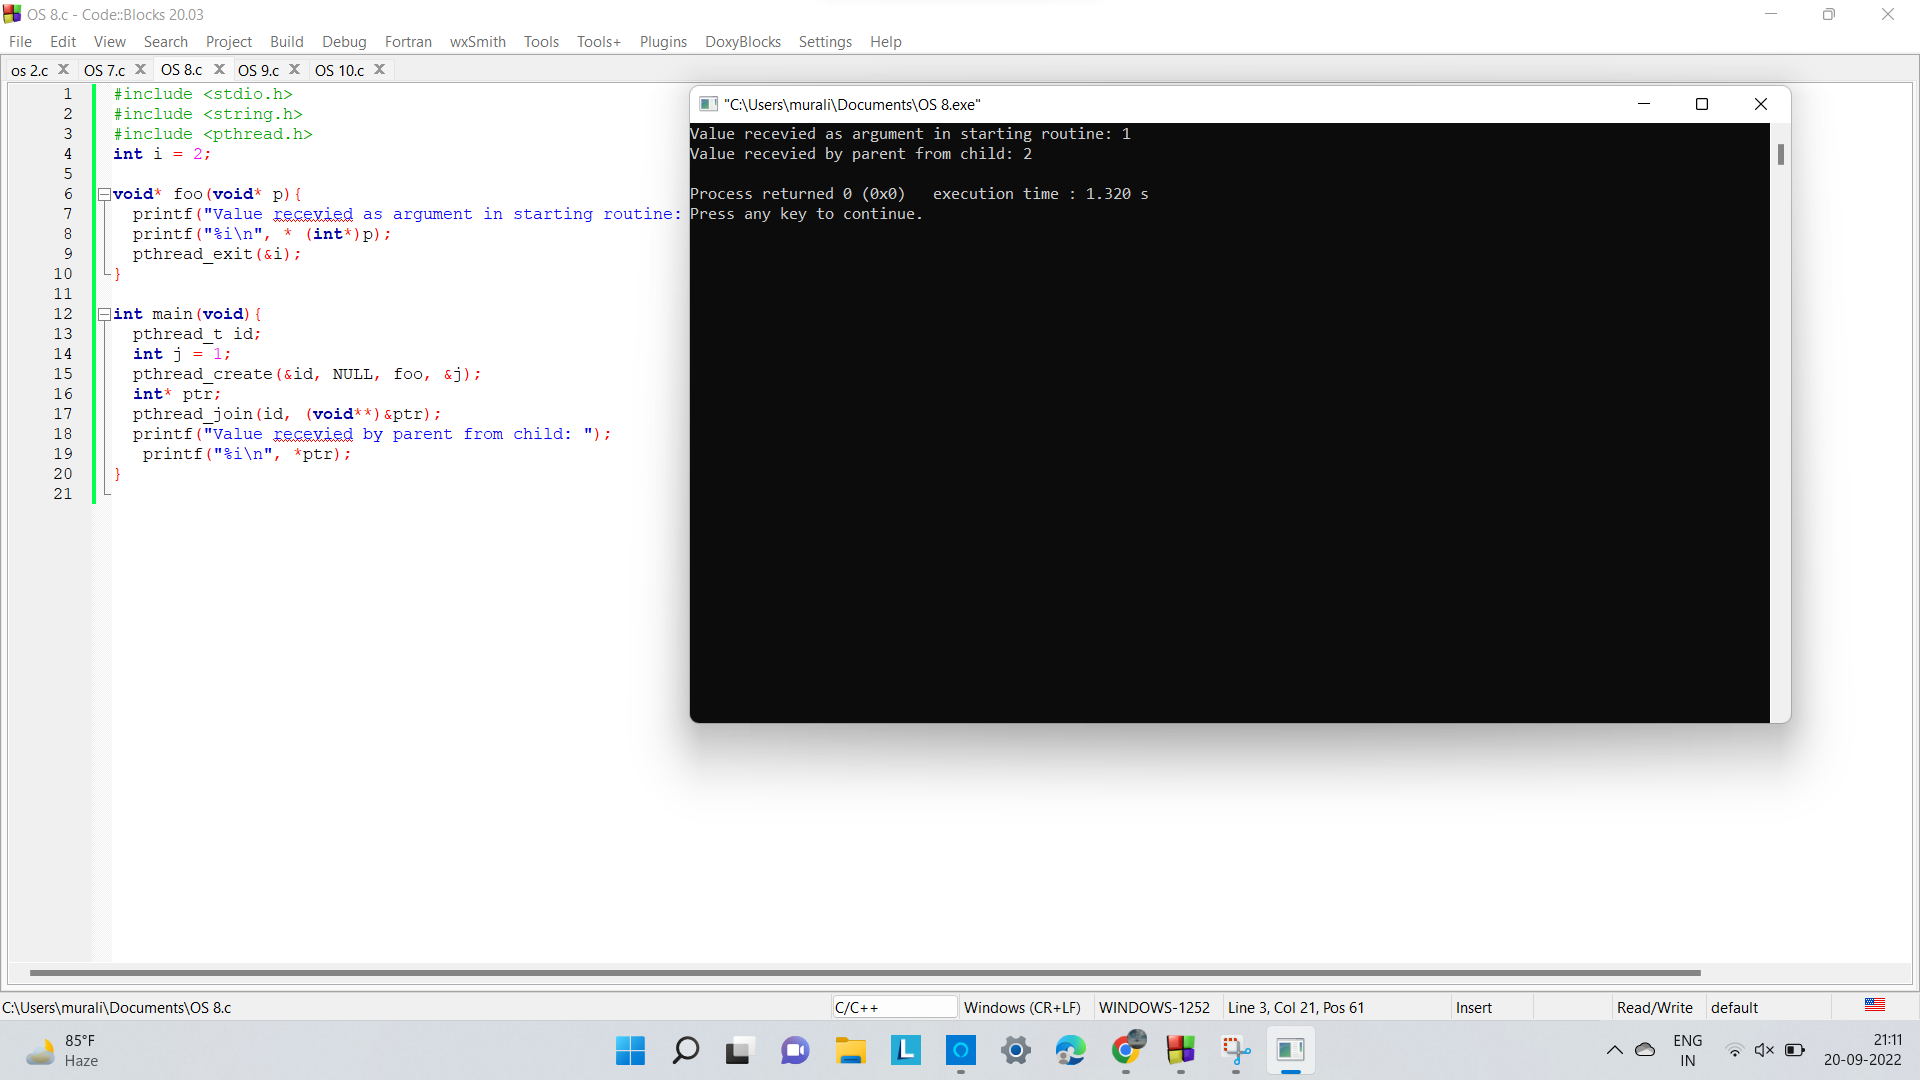 OS 8.c - Code::Blocks 20.03
File Edit View Search Project Build Debug Fortran wxSmith Tools Tools+ Plugins DoxyBlocks Settings Help
os 2.c OS 7.c OS 8.c OS 9.c OS 10.c
1 #include <stdio.h>
2 #include <string.h>
3 #include <pthread.h>
4 int i = 2;
5
6 void* foo(void* p){
7 printf("Value recevied as argument in starting routine:
8 printf("%i\n", * (int*)p);
9 pthread_exit(&i);
10 }
11
12 int main(void){
13 pthread_t id;
14 int j = 1;
15 pthread_create(&id, NULL, foo, &j);
16 int* ptr;
17 pthread_join(id, (void**)&ptr);
18 printf("Value recevied by parent from child: ");
19 printf("%i\n", *ptr);
20 }
21
"C:\Users\murali\Documents\OS 8.exe"
Value recevied as argument in starting routine: 1
Value recevied by parent from child: 2
Process returned 0 (0x0) execution time : 1.320 s
Press any key to continue.
C:\Users\murali\Documents\OS 8.c C/C++ Windows (CR+LF) WINDOWS-1252 Line 3, Col 21, Pos 61 Insert Read/Write default
85°F
Haze
L
ENG
IN
21:11
20-09-2022